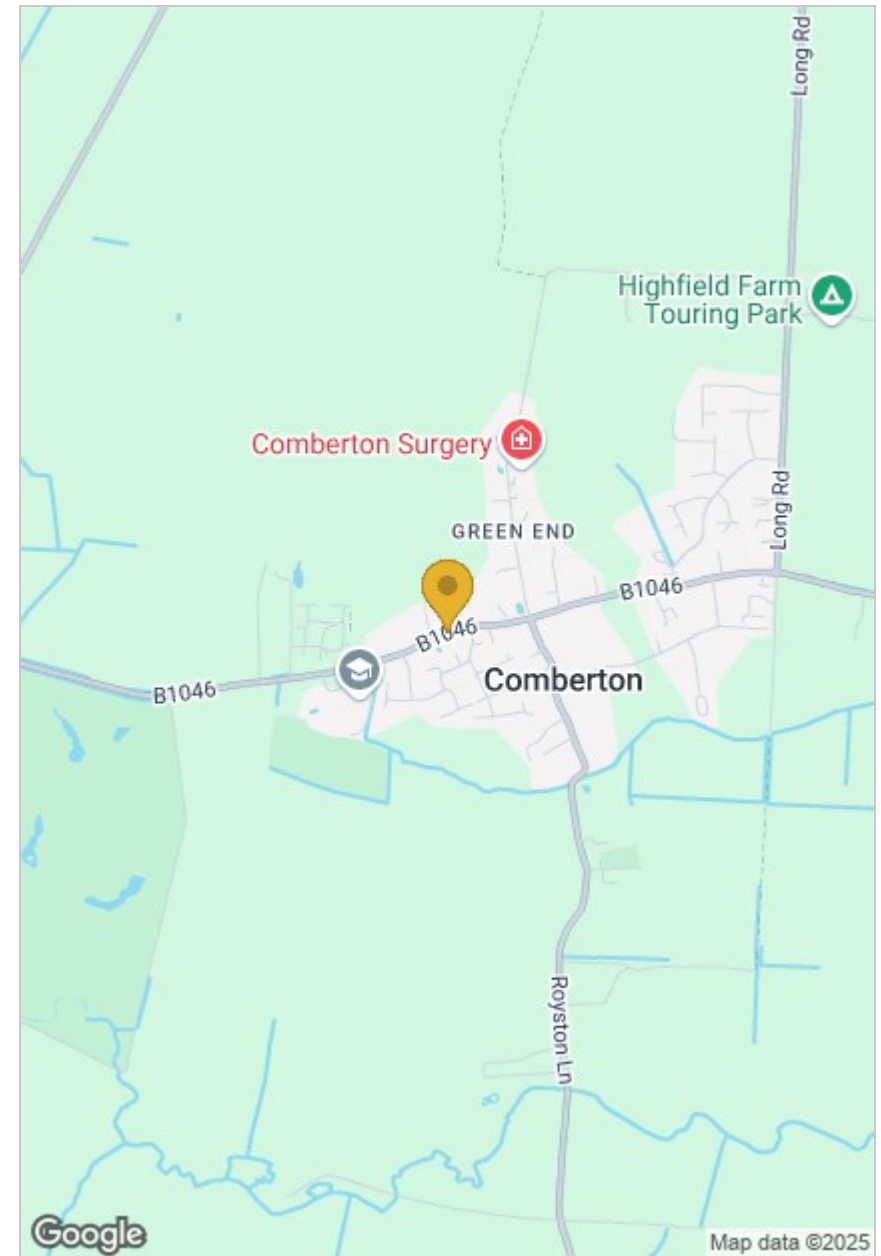 Long Rd
Highfield Farm
Touring Park
Comberton Surgery
Long Rd
GREEN END
B1046
B1046
B1046
Comberton
Royston Ln
Google
Map data ©2025